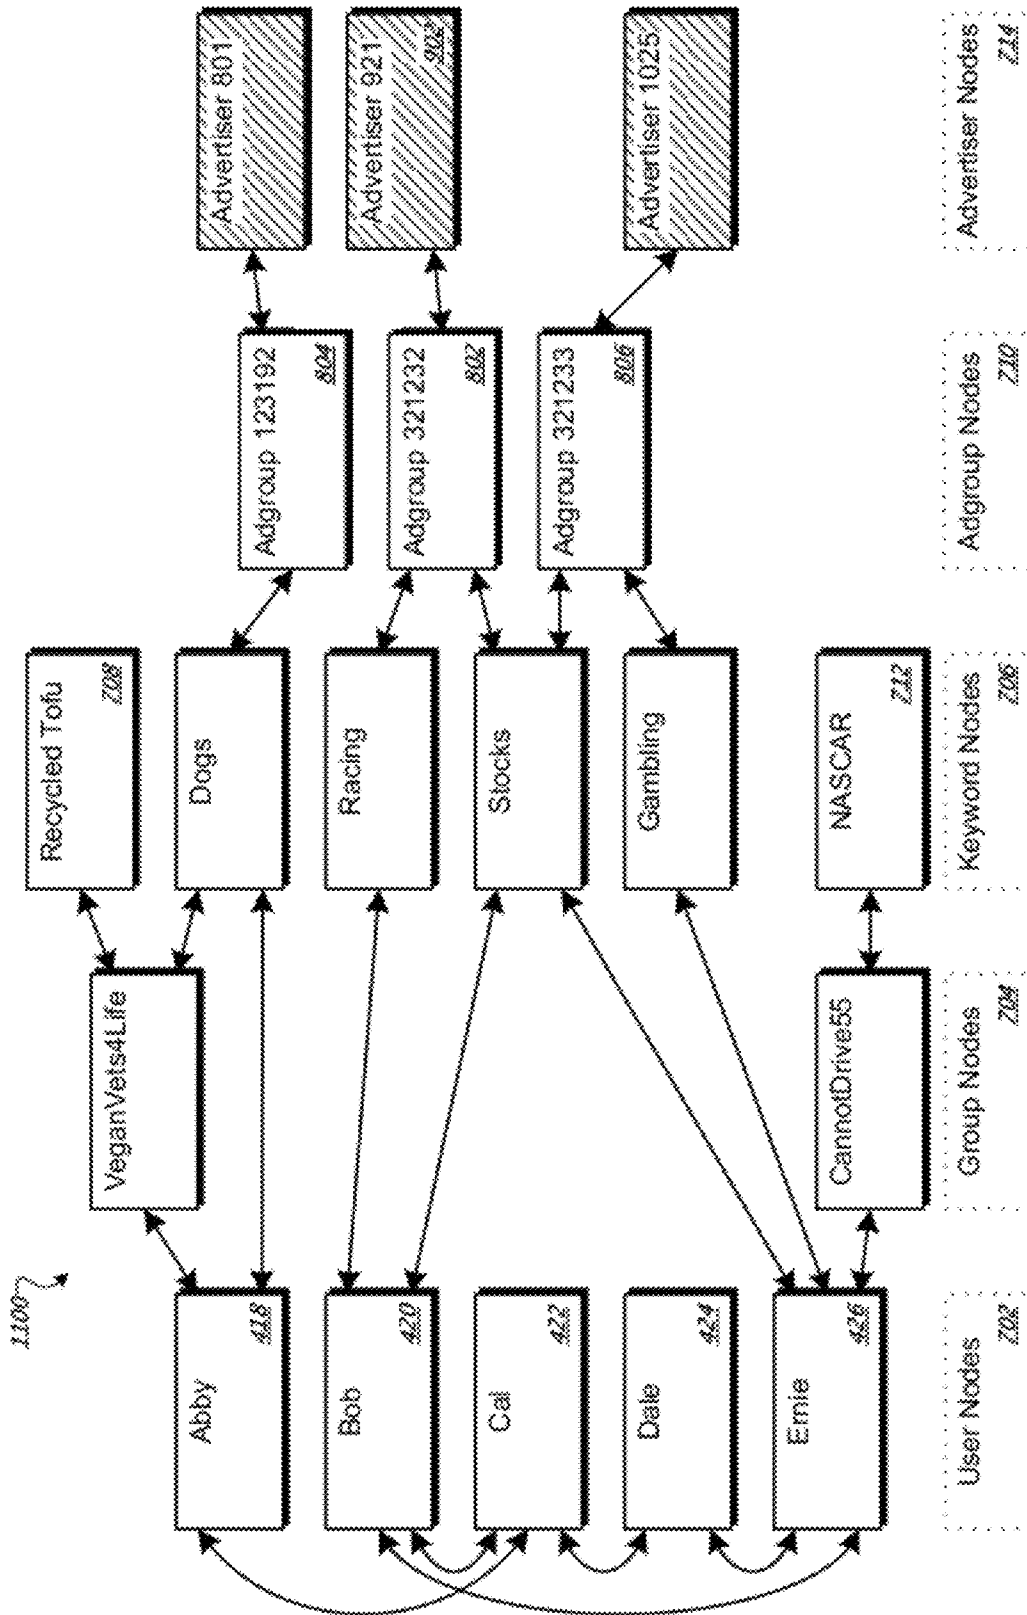 1100
Abby
418
Bob
420
Cal
422
Dale
424
Ernie
426
User Nodes
702
VeganVets4Life
CannotDrive55
Group Nodes
704
Recycled Tofu
708
Dogs
Racing
Stocks
Gambling
NASCAR
712
Keyword Nodes
706
Adgroup 123192
804
Adgroup 321232
802
Adgroup 321233
806
Adgroup Nodes
710
Advertiser 801
Advertiser 921
902
Advertiser 1025
Advertiser Nodes
714